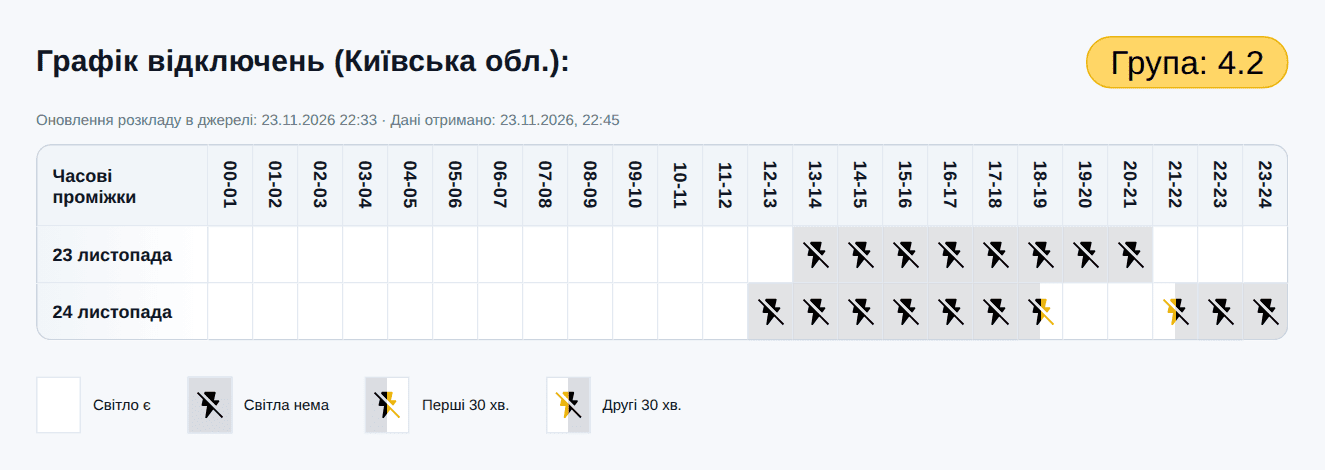 Графік відключень (Київська обл.):
Група: 4.2
Оновлення розкладу в джерелі: 23.11.2026 22:33 · Дані отримано: 23.11.2026, 22:45
Часові
проміжки
00-01
01-02
02-03
03-04
04-05
05-06
06-07
07-08
08-09
09-10
10-11
11-12
12-13
13-14
14-15
15-16
16-17
17-18
18-19
19-20
20-21
21-22
22-23
23-24
23 листопада
24 листопада
Світло є
Світла нема
Перші 30 хв.
Другі 30 хв.